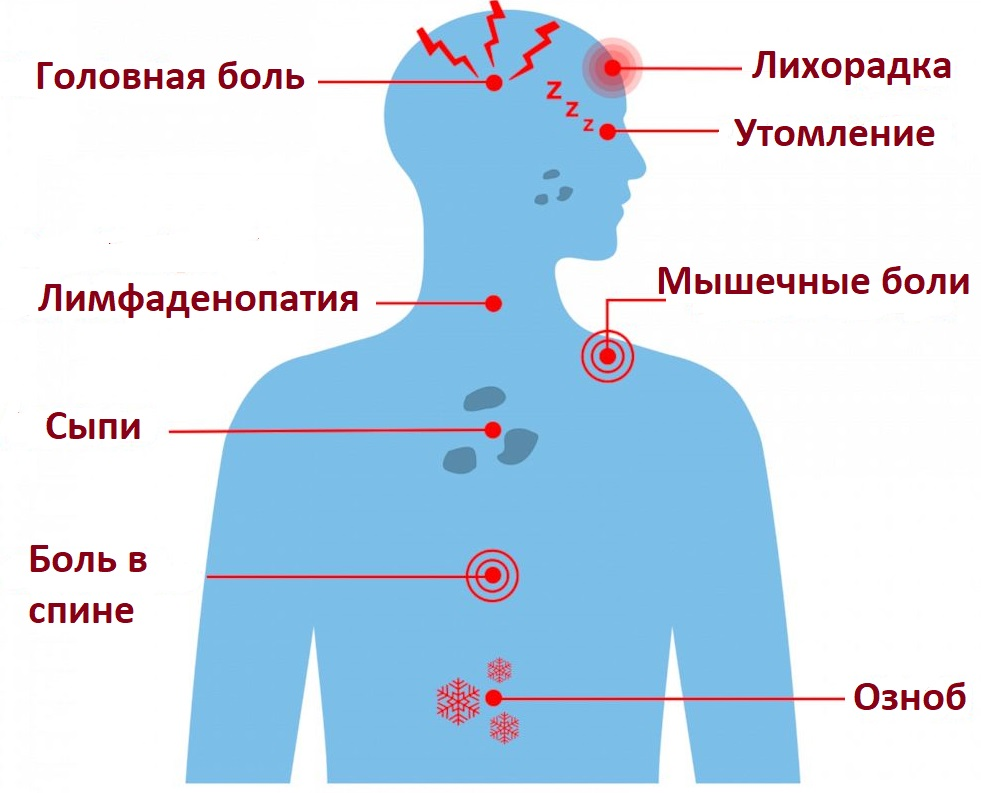 Головная боль
Лихорадка
z
z
z
Утомление
Мышечные боли
Лимфаденопатия
Сыпи
Боль в
спине
Озноб